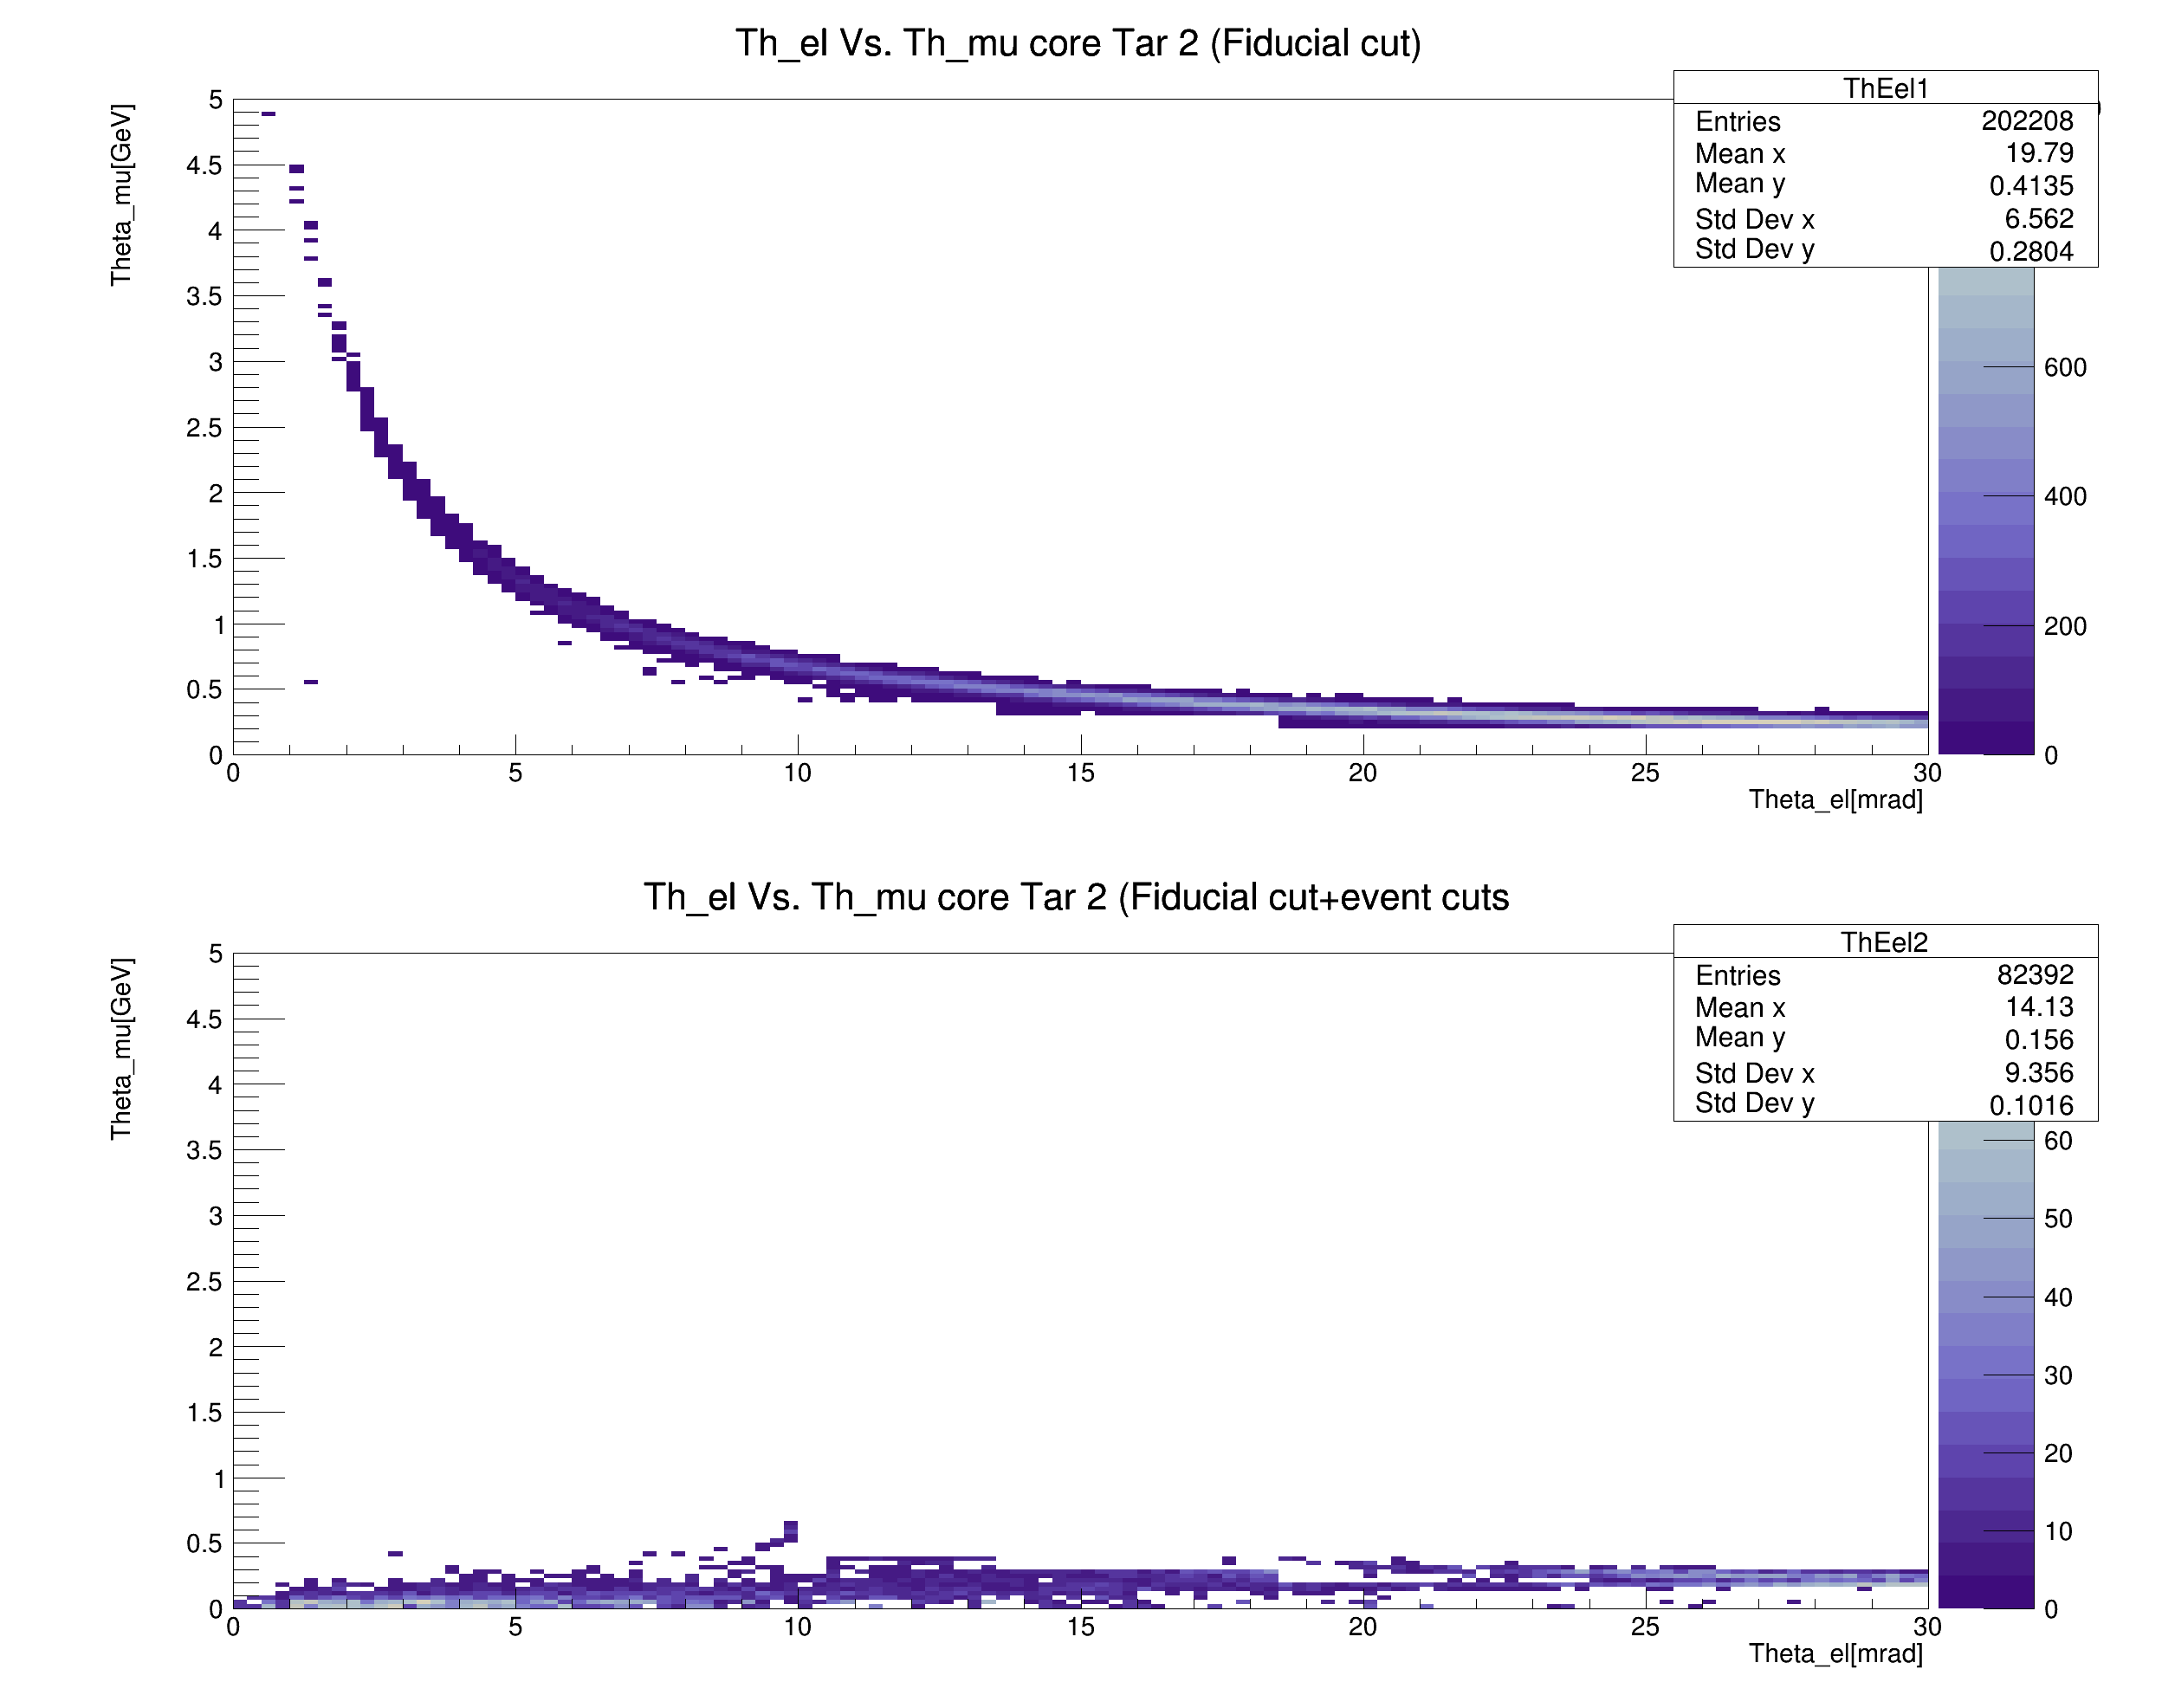 Th_el Vs. Th_mu core Tar 2 (Fiducial cut)
Theta_mu[GeV]
ThEel1
Entries 202208
Mean x 19.79
Mean y 0.4135
Std Dev x 6.562
Std Dev y 0.2804
5
4.5
4
3.5
3
2.5
2
1.5
1
0.5
0
0 5 10 15 20 25 30
Theta_el[mrad]
600
400
200
0
Th_el Vs. Th_mu core Tar 2 (Fiducial cut+event cuts
Theta_mu[GeV]
ThEel2
Entries 82392
Mean x 14.13
Mean y 0.156
Std Dev x 9.356
Std Dev y 0.1016
5
4.5
4
3.5
3
2.5
2
1.5
1
0.5
0
0 5 10 15 20 25 30
Theta_el[mrad]
60
50
40
30
20
10
0